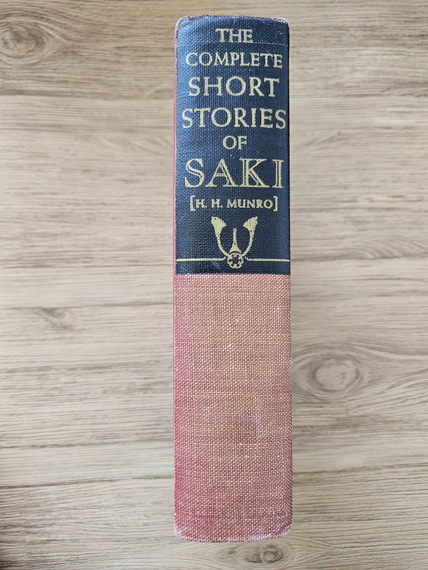 THE
COMPLETE
SHORT
STORIES
OF
SAKI
[H. H. MUNRO]